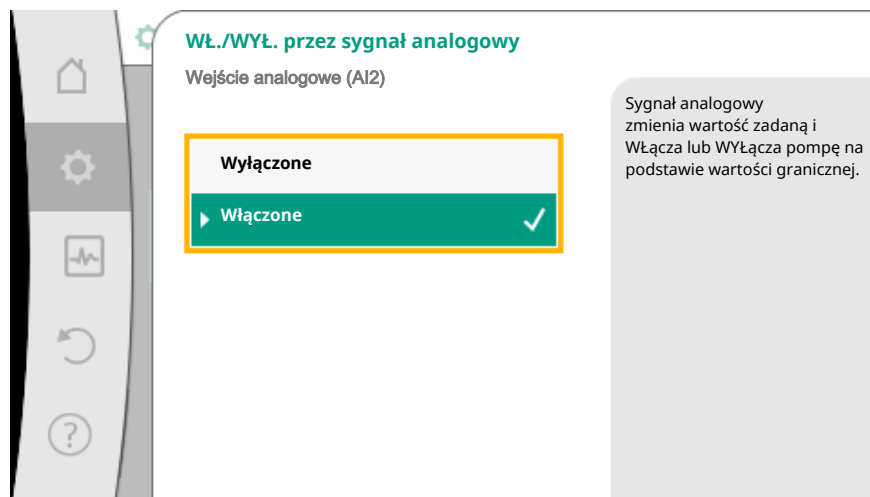 WŁ./WYŁ. przez sygnał analogowy
Wejście analogowe (AI2)
Wyłączone
Włączone
Sygnał analogowy
zmienia wartość zadaną i
WŁącza lub WYŁącza pompę na
podstawie wartości granicznej.
?